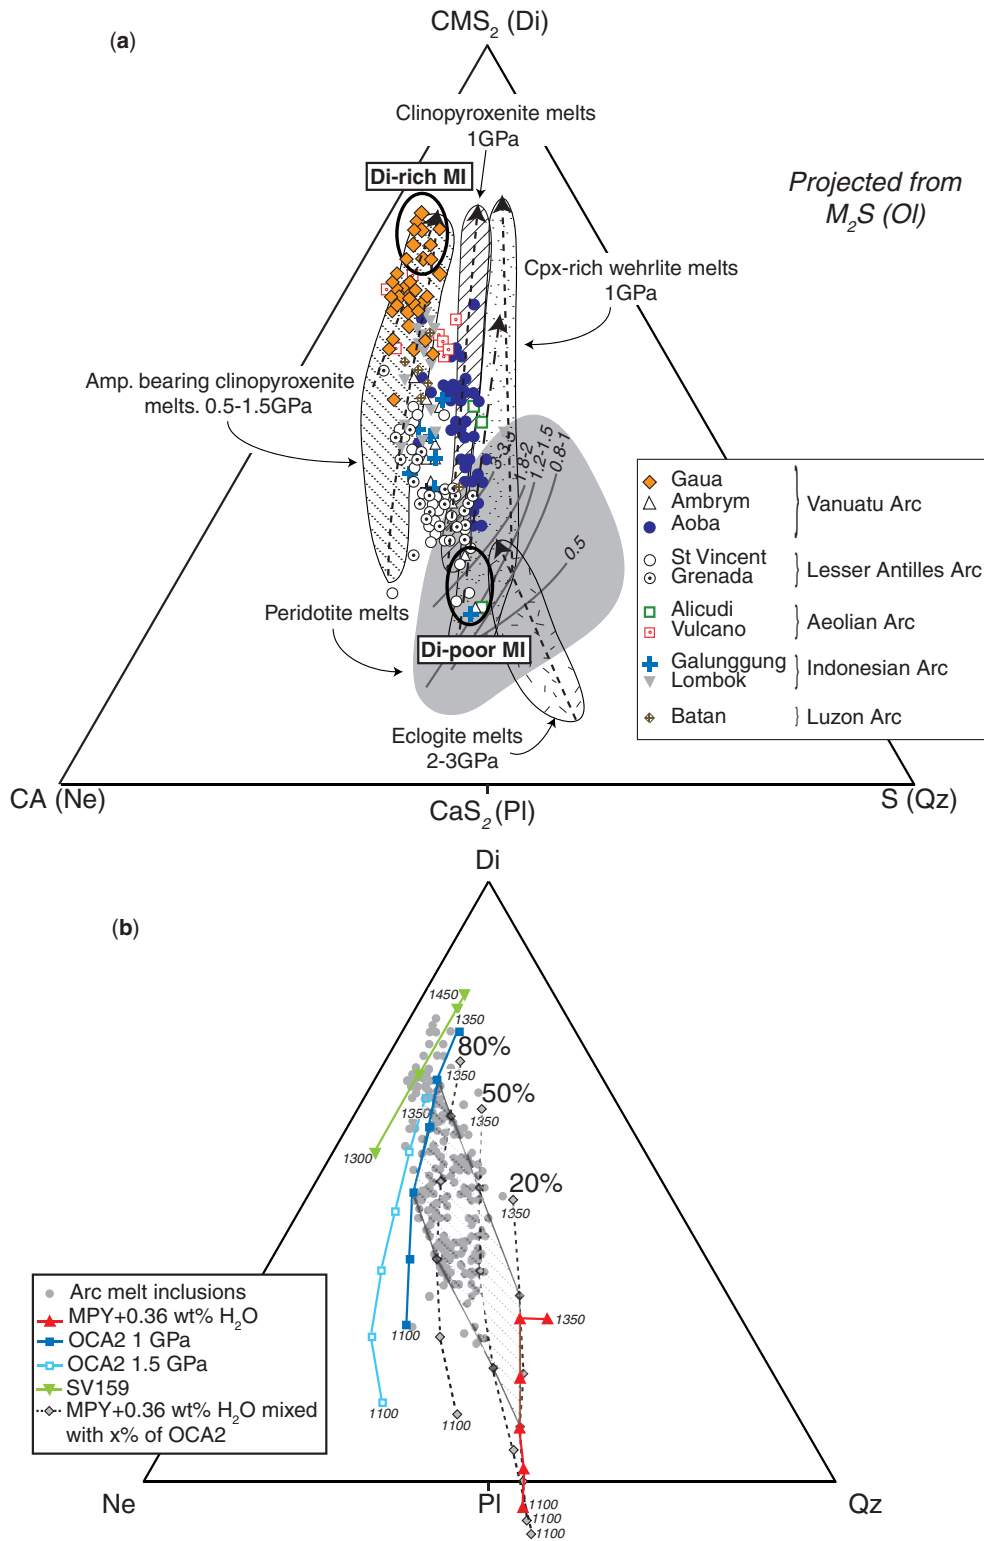 (a)
CMS2 (Di)
Clinopyroxenite melts
1GPa
Di-rich MI
Projected from
M2S (Ol)
Cpx-rich wehrlite melts
1GPa
Amp. bearing clinopyroxenite
melts. 0.5-1.5GPa
3-3.5
1.8-2
1.2-1.5
0.8-1
0.5
Gaua
Ambrym
Aoba
Vanuatu Arc
St Vincent
Grenada
Lesser Antilles Arc
Alicudi
Vulcano
Aeolian Arc
Galunggung
Lombok
Indonesian Arc
Batan
Luzon Arc
Peridotite melts
Di-poor MI
Eclogite melts
2-3GPa
CA (Ne)
CaS2 (Pl)
S (Qz)
(b)
Di
1450
1350
80%
1350
50%
1350
1350
20%
1350
1300
1350
1100
1100
1100
1100
1100
1100
Arc melt inclusions
MPY+0.36 wt% H2O
OCA2 1 GPa
OCA2 1.5 GPa
SV159
MPY+0.36 wt% H2O mixed
with x% of OCA2
Ne
Pl
Qz